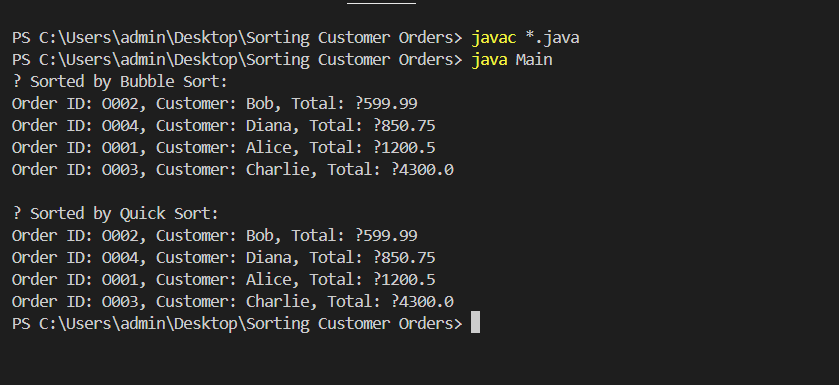 PS C:\Users\admin\Desktop\Sorting Customer Orders> javac *.java
PS C:\Users\admin\Desktop\Sorting Customer Orders> java Main
? Sorted by Bubble Sort:
Order ID: O002, Customer: Bob, Total: ?599.99
Order ID: O004, Customer: Diana, Total: ?850.75
Order ID: O001, Customer: Alice, Total: ?1200.5
Order ID: O003, Customer: Charlie, Total: ?4300.0

? Sorted by Quick Sort:
Order ID: O002, Customer: Bob, Total: ?599.99
Order ID: O004, Customer: Diana, Total: ?850.75
Order ID: O001, Customer: Alice, Total: ?1200.5
Order ID: O003, Customer: Charlie, Total: ?4300.0
PS C:\Users\admin\Desktop\Sorting Customer Orders>